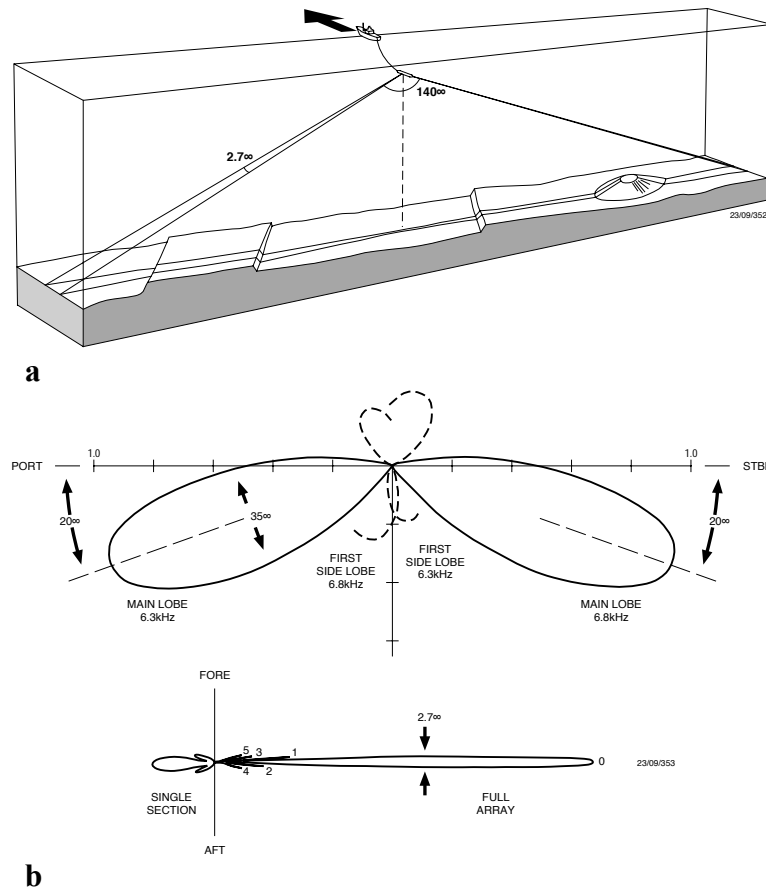 140∞
2.7∞
23/09/352
a
1.0
1.0
PORT
STB
20∞
35∞
20∞
FIRST
SIDE LOBE
6.8kHz
FIRST
SIDE LOBE
6.3kHz
MAIN LOBE
6.3kHz
MAIN LOBE
6.8kHz
FORE
2.7∞
5
3
1
4
2
0
23/09/353
SINGLE
SECTION
FULL
ARRAY
AFT
b